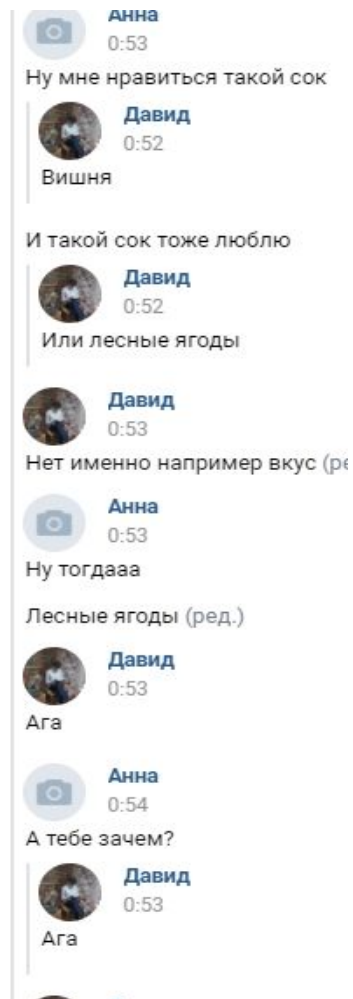 Анна
0:53
Ну мне нравиться такой сок
Давид
0:52
Вишня
И такой сок тоже люблю
Давид
0:52
Или лесные ягоды
Давид
0:53
Нет именно например вкус (ре
Анна
0:53
Ну тогдааа
Лесные ягоды (ред.)
Давид
0:53
Ага
Анна
0:54
А тебе зачем?
Давид
0:53
Ага